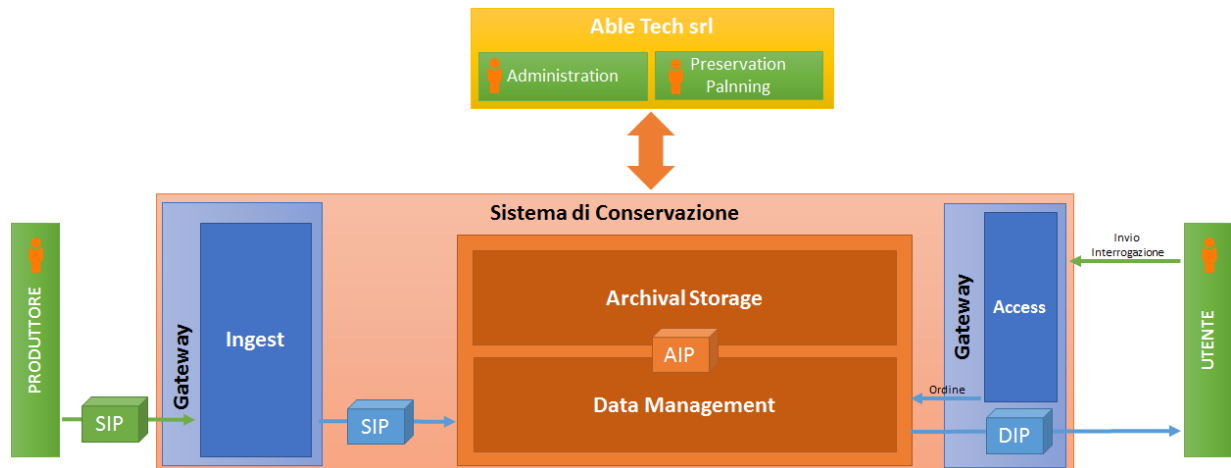 Able Tech srl
Administration
Preservation
Palnning
Sistema di Conservazione
PRODUTTORE
SIP
Gateway
Ingest
SIP
Archival Storage
AIP
Data Management
Gateway
Access
Ordine
DIP
Invio
Interrogazione
UTENTE